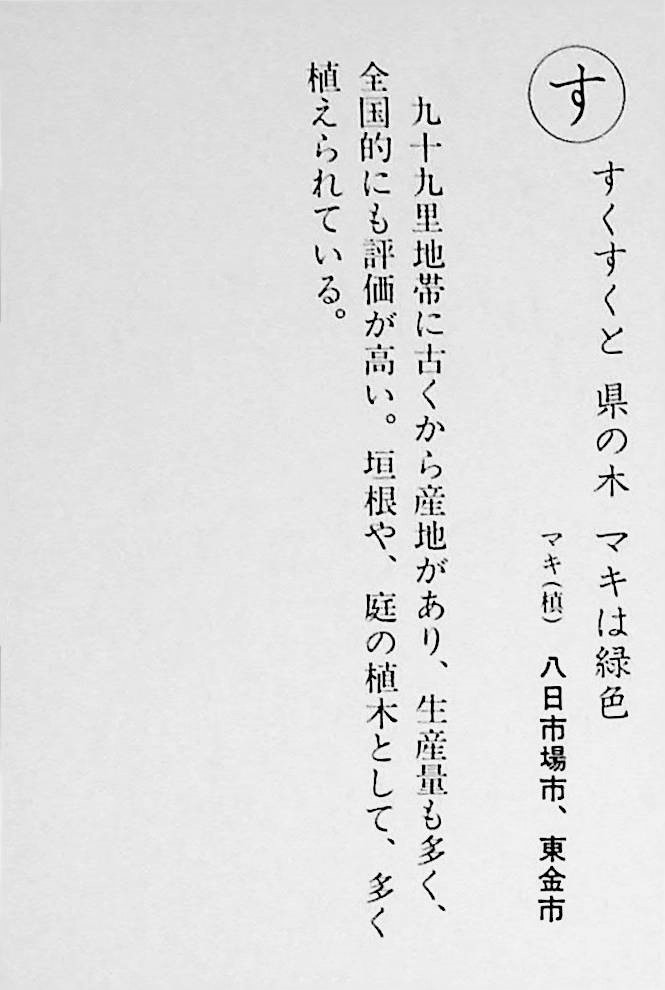 す
すくすくと 県の木 マキは緑色
マキ(槙) 八日市場市、東金市
九十九里地帯に古くから産地があり、生産量も多く、
全国的にも評価が高い。垣根や、庭の植木として、多く
植えられている。